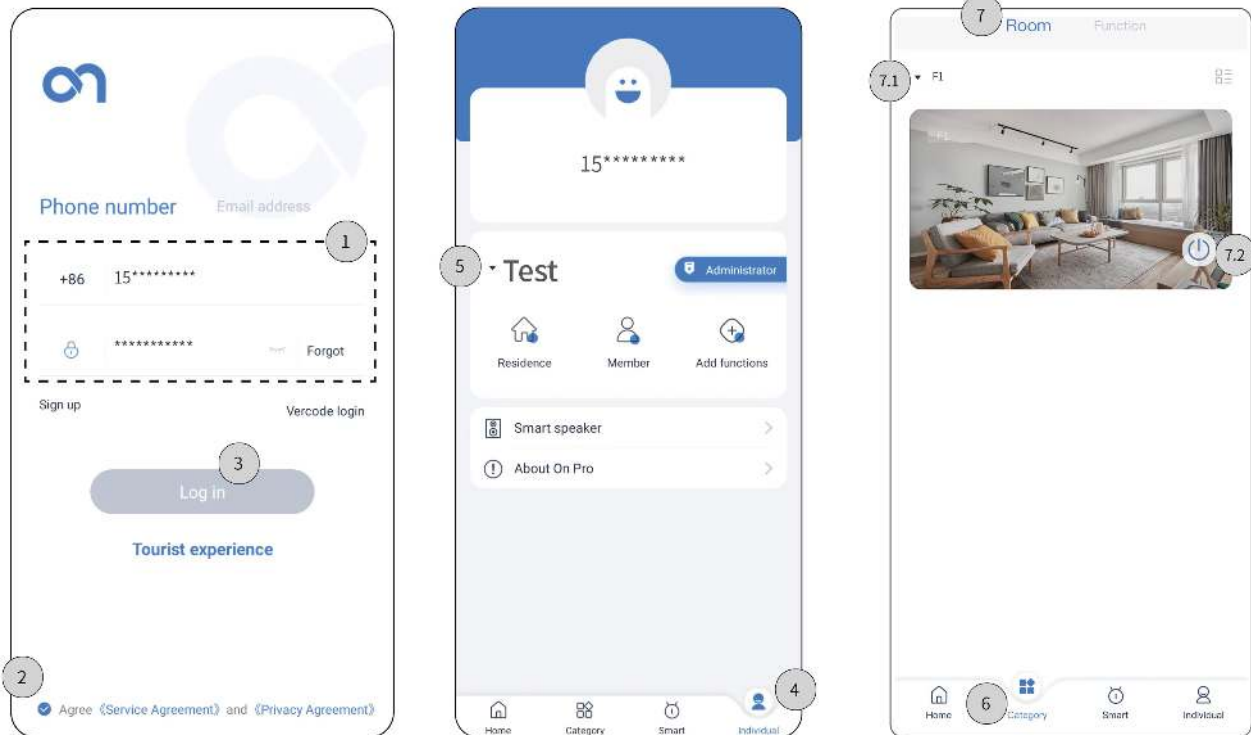 on
Phone number Email address
1
+86 15*********
*********** Forgot
Sign up Vercode login
3
Log in
Tourist experience
2
Agree 《Service Agreement》 and 《Privacy Agreement》
15*********
5 Test Administrator
Residence Member Add functions
Smart speaker
About On Pro
4
Home Category Smart Individual
7
Room Function
7.1 F1
F1
7.2
6
Home Category Smart Individual